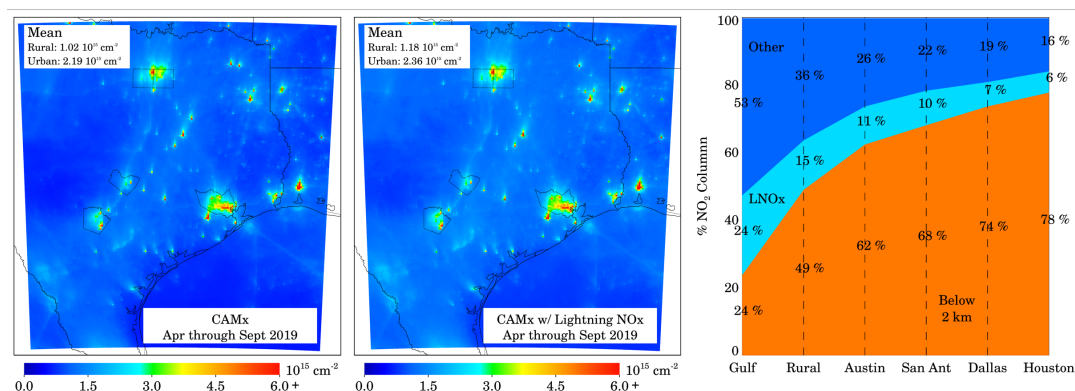 Mean
Rural: 1.02 10¹⁵ cm⁻²
Urban: 2.19 10¹⁵ cm⁻²
CAMx
Apr through Sept 2019
0.0 1.5 3.0 4.5 6.0 +
10¹⁵ cm⁻²
Mean
Rural: 1.18 10¹⁵ cm⁻²
Urban: 2.36 10¹⁵ cm⁻²
CAMx w/ Lightning NOx
Apr through Sept 2019
0.0 1.5 3.0 4.5 6.0 +
10¹⁵ cm⁻²
% NO₂ Columnn
100
80
60
40
20
0
Other
53 % 36 % 26 % 22 % 19 % 16 %
LNOx
24 % 15 % 11 % 10 % 7 % 6 %
24 % 49 % 62 % 68 % 74 % 78 %
Below
2 km
Gulf Rural Austin San Ant Dallas Houston